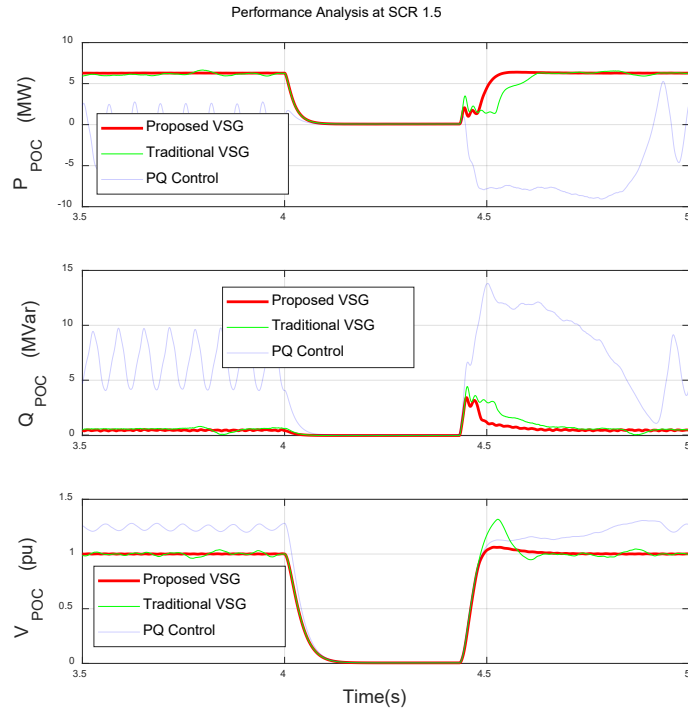 Performance Analysis at SCR 1.5
P POC (MW)
10
5
0
-5
-10
Proposed VSG
Traditional VSG
PQ Control
3.5 4 4.5 5
Q POC (MVar)
15
10
5
0
Proposed VSG
Traditional VSG
PQ Control
3.5 4 4.5 5
V POC (pu)
1.5
1
0.5
0
Proposed VSG
Traditional VSG
PQ Control
3.5 4 4.5 5
Time(s)